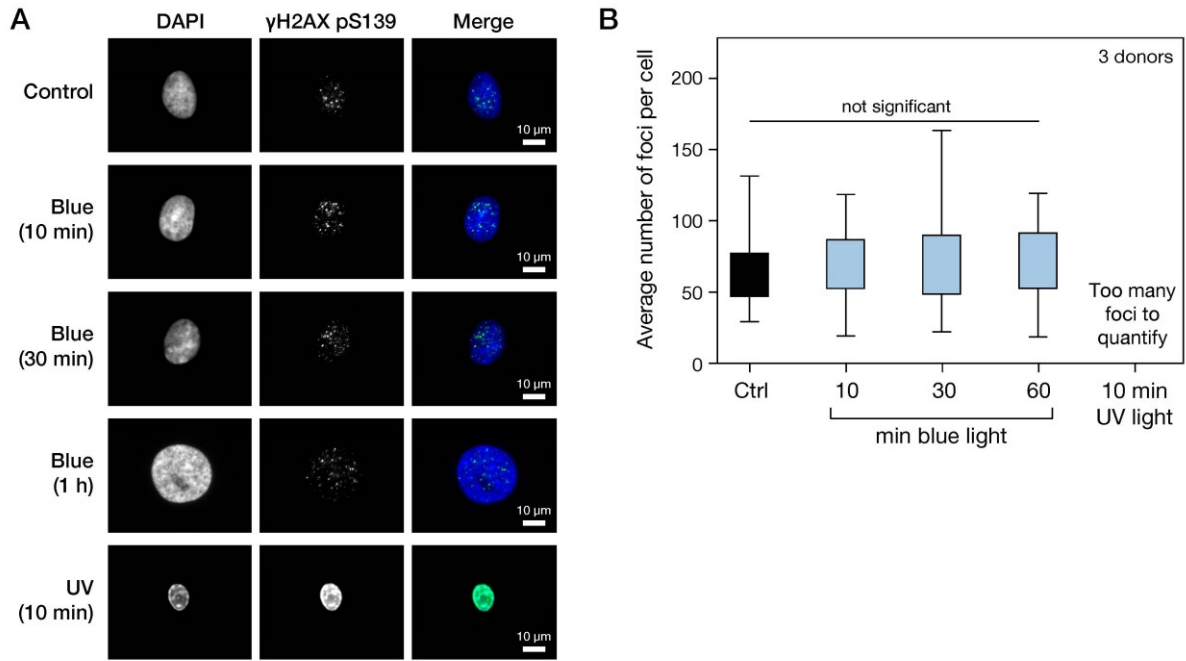 A
DAPI
γH2AX pS139
Merge
Control
10 µm
Blue
(10 min)
10 µm
Blue
(30 min)
10 µm
Blue
(1 h)
10 µm
UV
(10 min)
10 µm
B
Average number of foci per cell
200
150
100
50
0
3 donors
not significant
Too many
foci to
quantify
Ctrl
10
30
60
10 min
UV light
min blue light